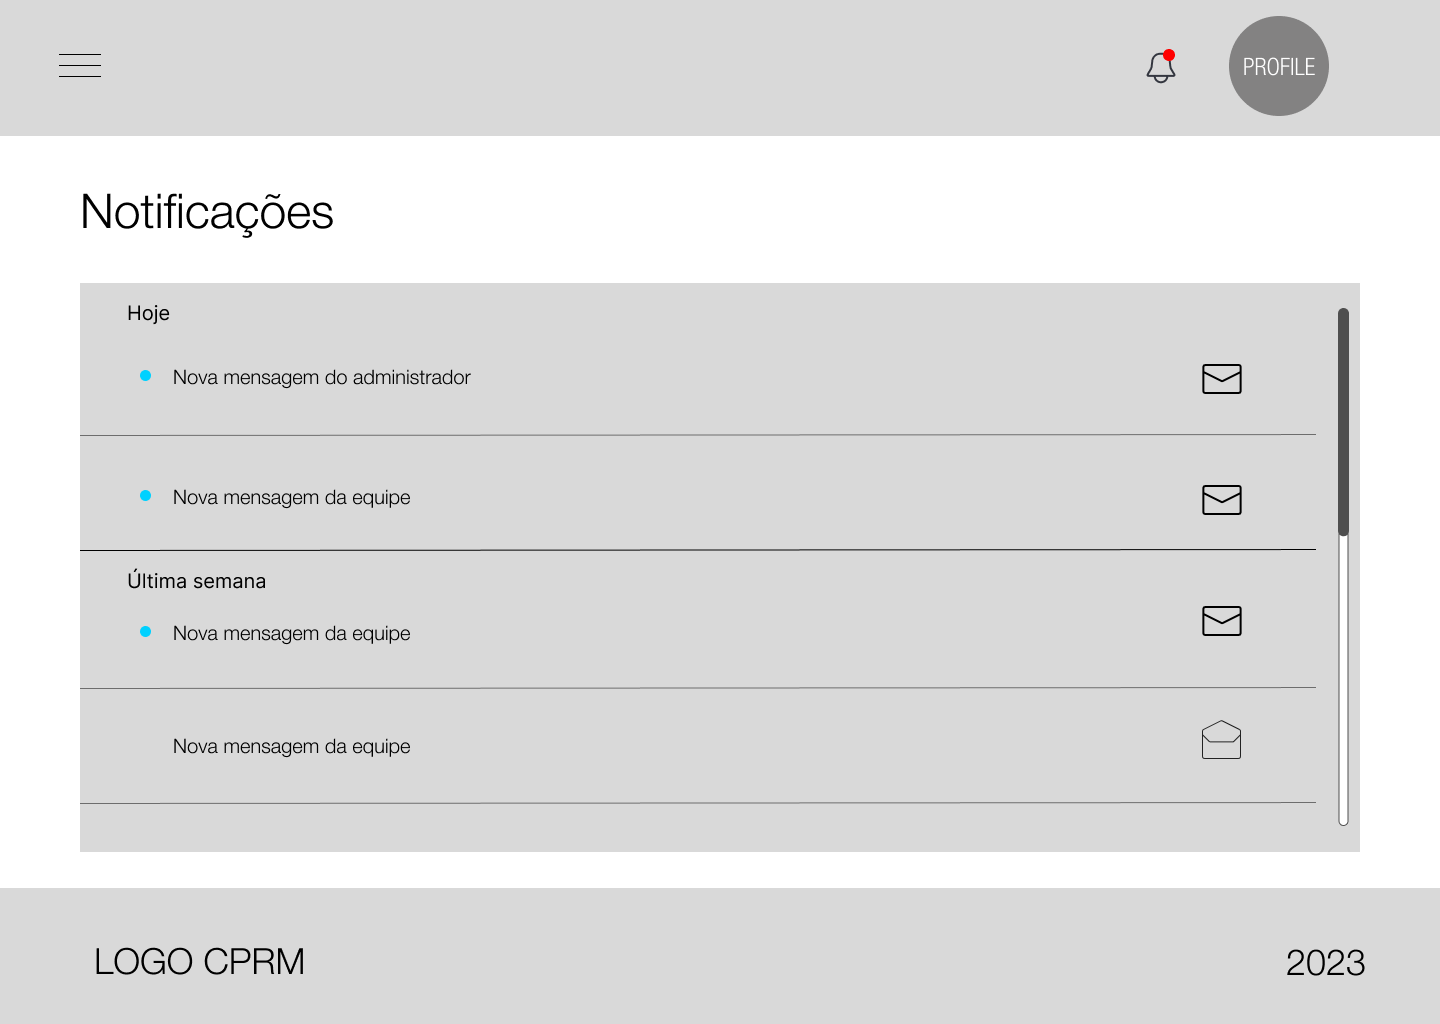 PROFILE
Notificações
Hoje
Nova mensagem do administrador
Nova mensagem da equipe
Última semana
Nova mensagem da equipe
Nova mensagem da equipe
LOGO CPRM
2023